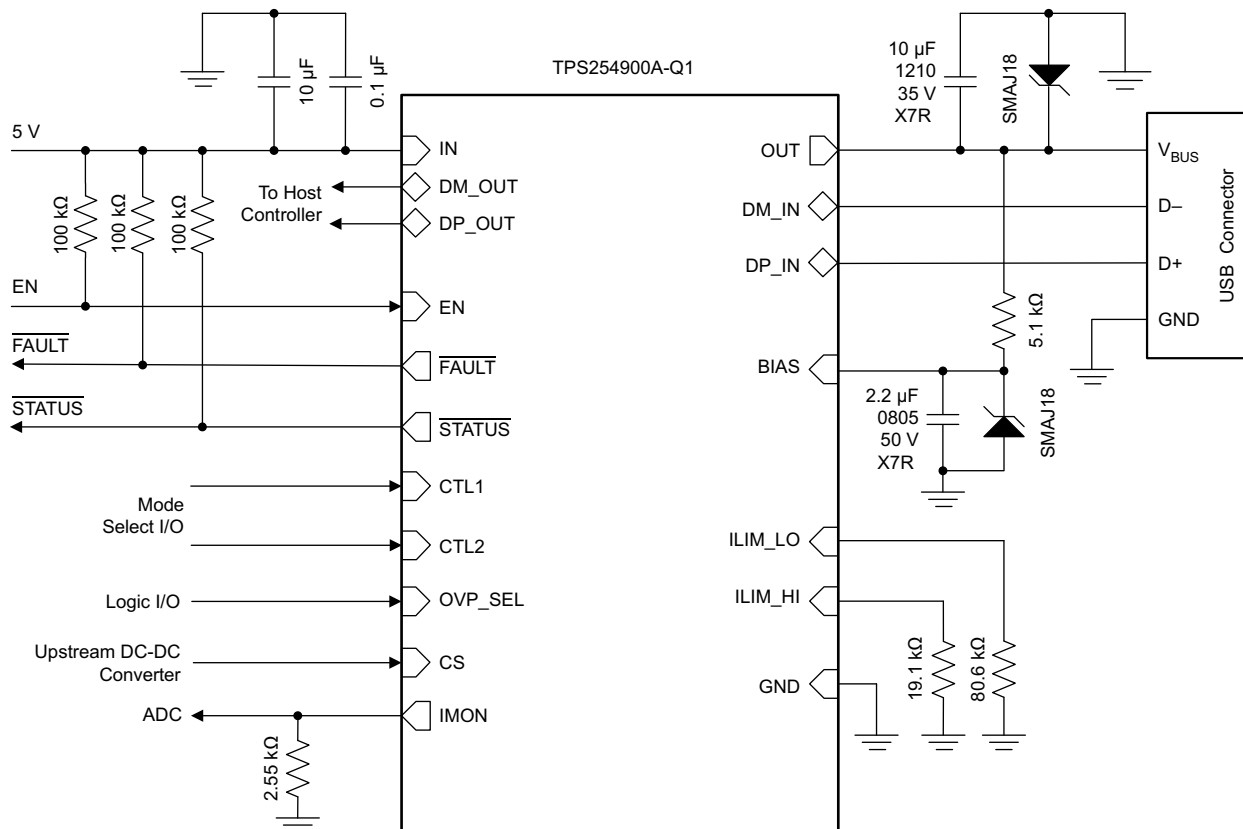 TPS254900A-Q1
10 µF
0.1 µF
10 µF
1210
35 V
X7R
SMAJ18
5 V
IN
OUT
V_BUS
To Host
Controller
DM_OUT
DP_OUT
DM_IN
DP_IN
D–
D+
GND
USB Connector
100 kΩ
100 kΩ
100 kΩ
EN
EN
FAULT
FAULT
STATUS
STATUS
5.1 kΩ
BIAS
2.2 µF
0805
50 V
X7R
SMAJ18
Mode
Select I/O
CTL1
CTL2
Logic I/O
OVP_SEL
Upstream DC-DC
Converter
CS
ADC
IMON
2.55 kΩ
ILIM_LO
ILIM_HI
GND
19.1 kΩ
80.6 kΩ